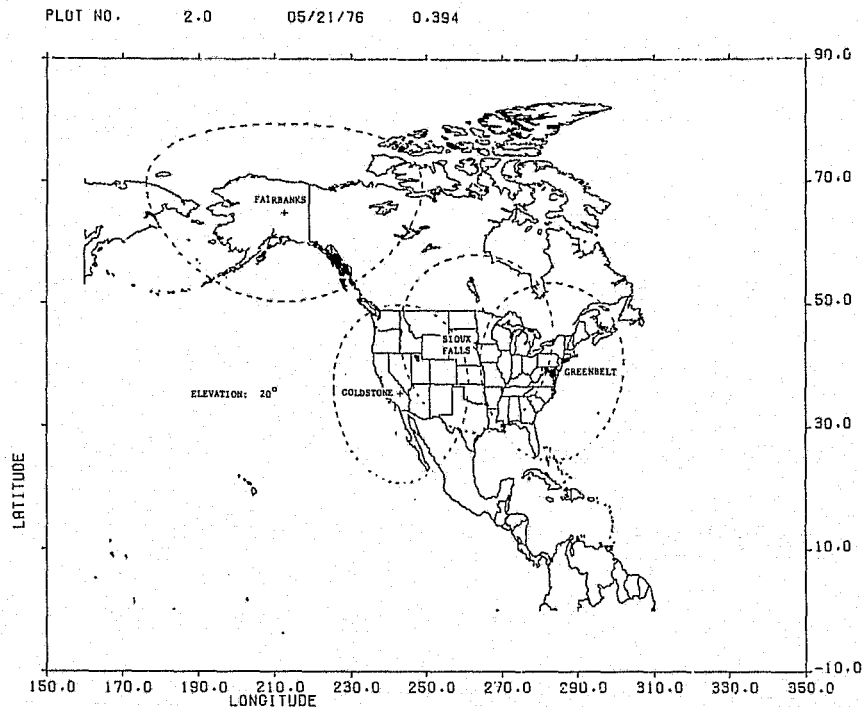 PLOT NO. 2.0 05/21/76 0.394
90.0
70.0
FAIRBANKS
50.0
SIOUX
FALLS
GREENBELT
ELEVATION: 20°
GOLDSTONE
30.0
LATITUDE
10.0
-10.0
150.0 170.0 190.0 210.0 230.0 250.0 270.0 290.0 310.0 330.0 350.0
LONGITUDE